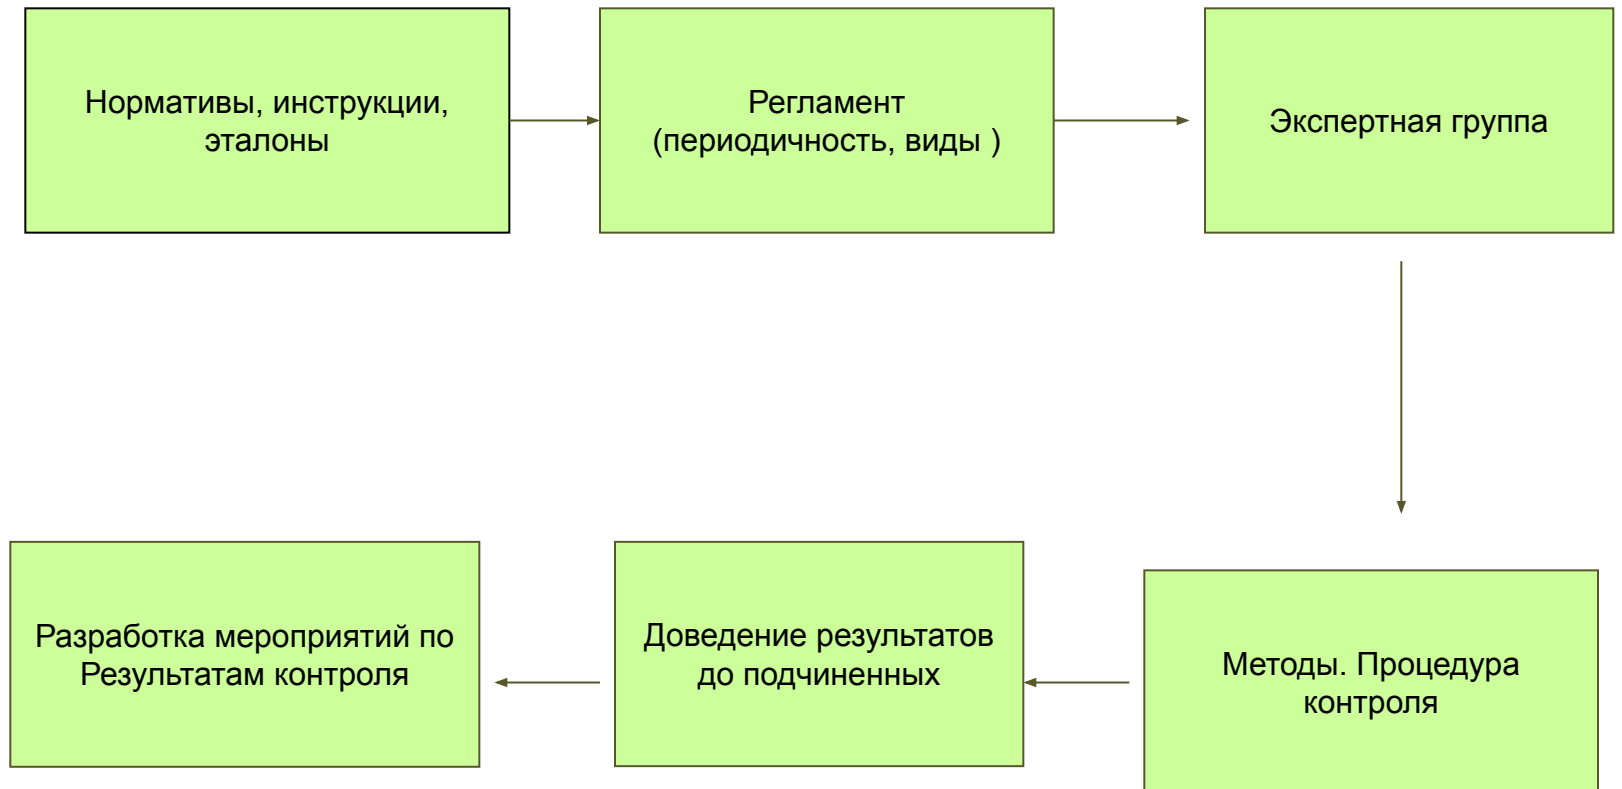 Нормативы, инструкции,
эталоны
Регламент
(периодичность, виды )
Экспертная группа
Разработка мероприятий по
Результатам контроля
Доведение результатов
до подчиненных
Методы. Процедура
контроля